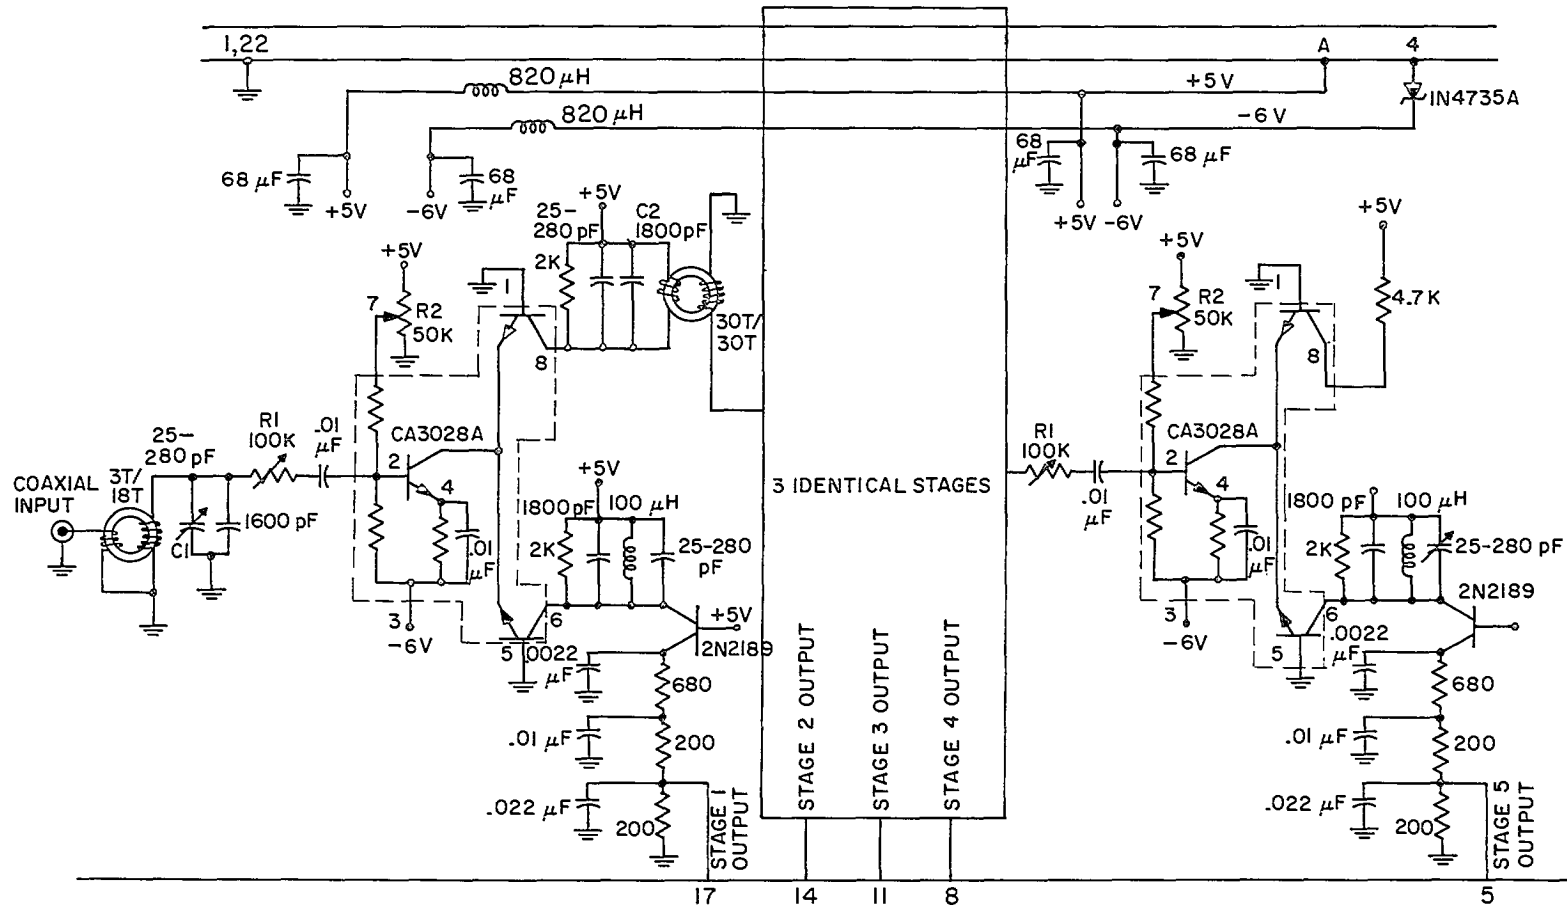 1,22
A
4
820 μH
+5V
820 μH
-6V
1N4735A
68 μF
+5V
-6V
68 μF
68 μF
68 μF
+5V
-6V
+5V
7
R2
50K
1
8
25-280 pF
+5V
C2
1800pF
2K
30T/30T
+5V
7
R2
50K
1
8
+5V
4.7K
COAXIAL INPUT
3T/18T
25-280 pF
C1
1600 pF
R1
100K
.01 μF
CA3028A
2
4
.01 μF
3
-6V
5
6
+5V
1800 pF
100 μH
2K
25-280 pF
+5V
2N2189
.0022 μF
680
.01 μF
200
.022 μF
200
STAGE 1 OUTPUT
17
3 IDENTICAL STAGES
STAGE 2 OUTPUT
STAGE 3 OUTPUT
STAGE 4 OUTPUT
14
11
8
R1
100K
.01 μF
CA3028A
2
4
.01 μF
3
-6V
5
6
1800 pF
100 μH
2K
25-280 pF
2N2189
.0022 μF
680
.01 μF
200
.022 μF
200
STAGE 5 OUTPUT
5